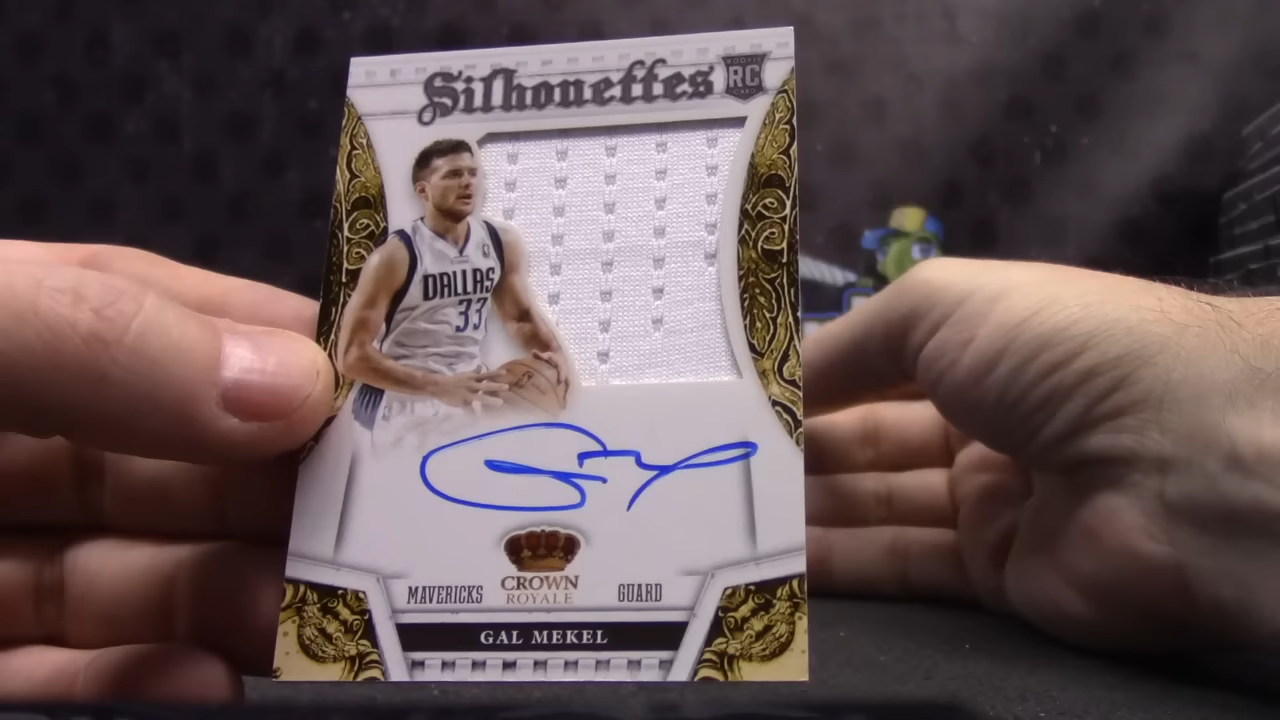 Silhouettes
ROOKIE
RC
CARD
DALLAS
33
CROWN
ROYALE
MAVERICKS
GUARD
GAL MEKEL